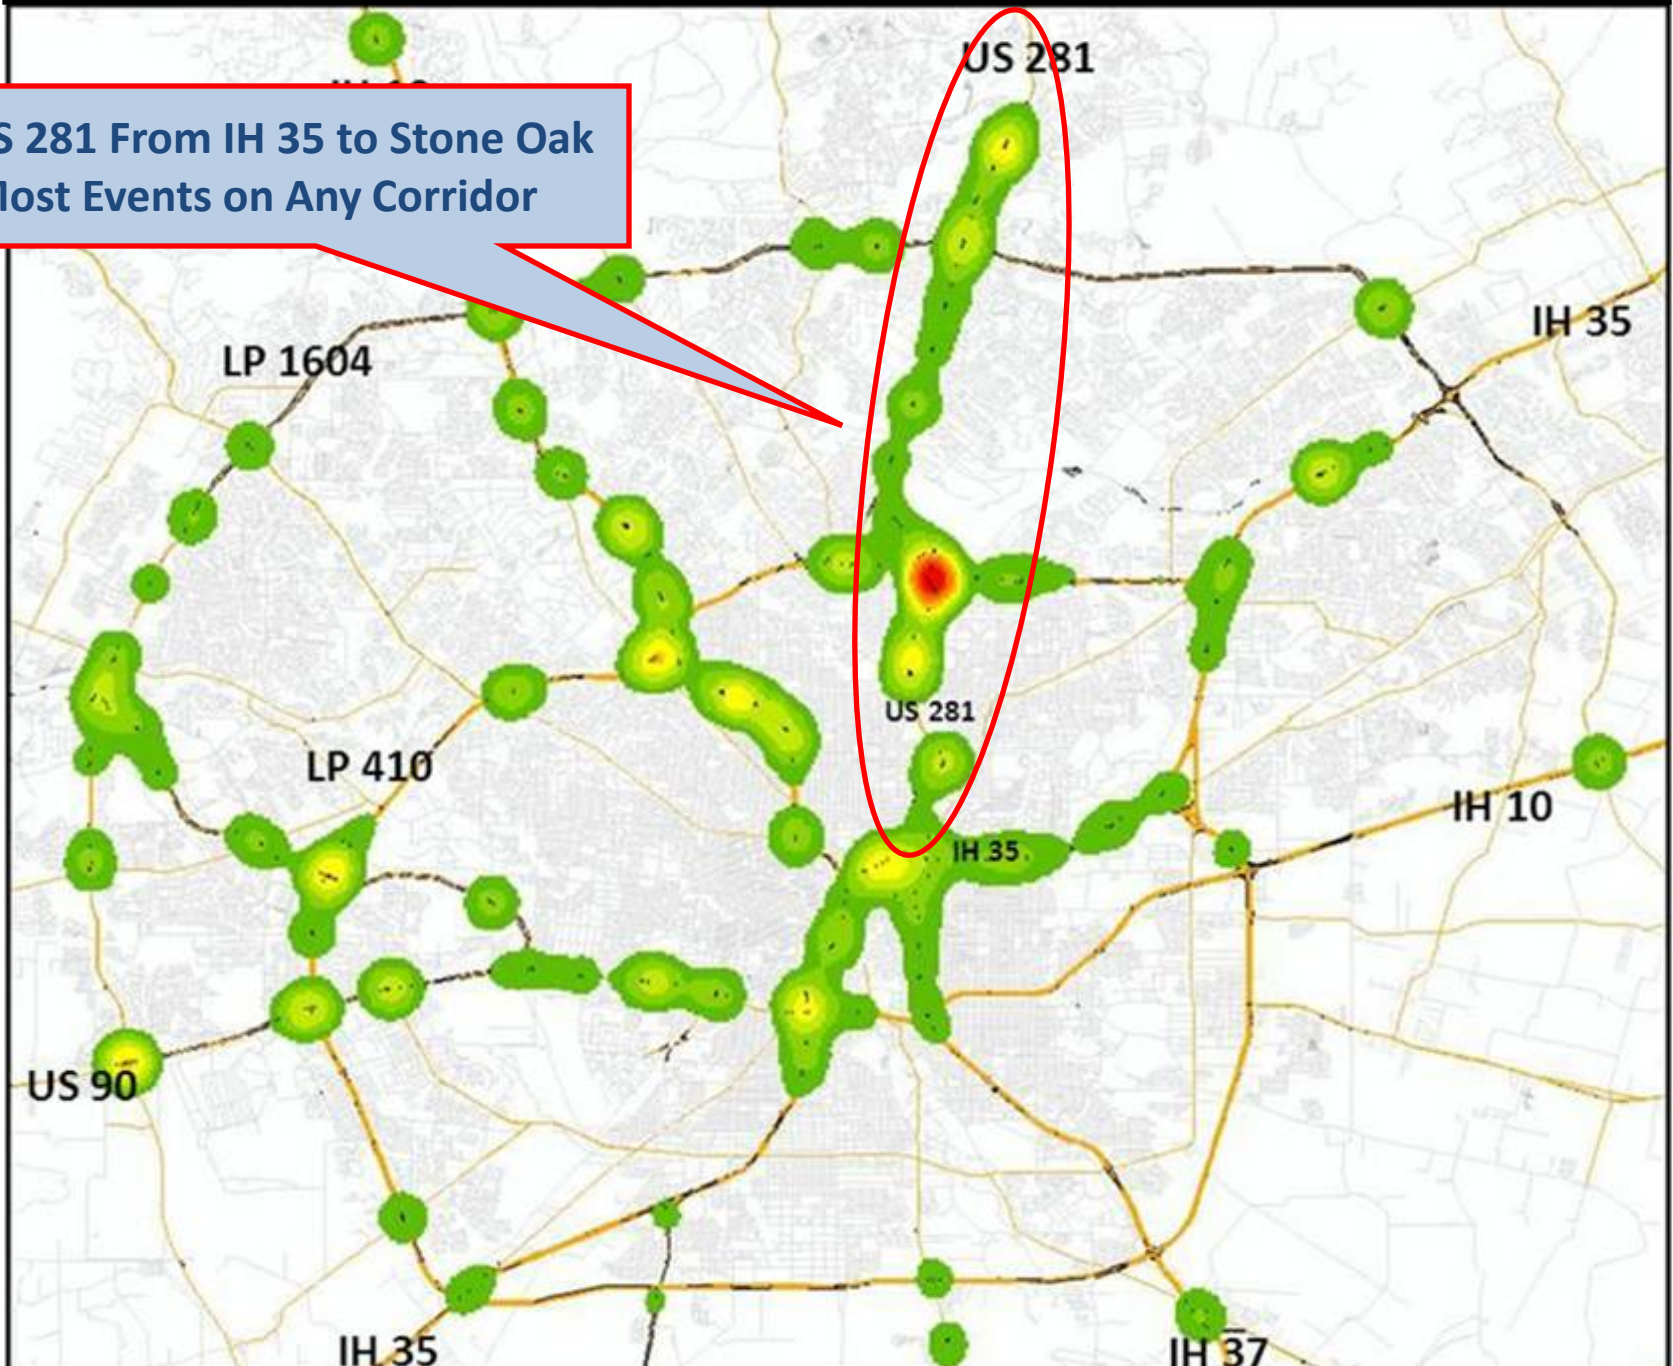 US 281
S 281 From IH 35 to Stone Oak
ost Events on Any Corridor
IH 35
LP 1604
US 281
LP 410
IH 10
IH 35
US 90
IH 35
IH 37